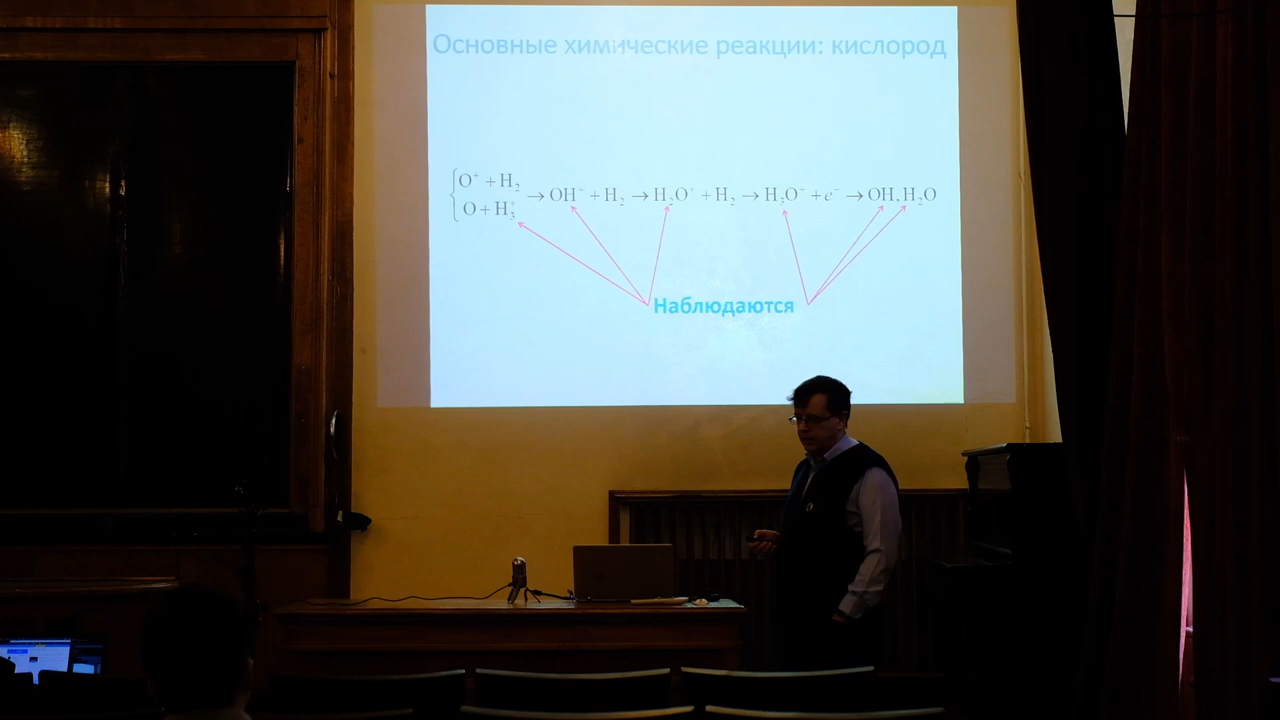 Основные химические реакции: кислород
O⁺ + H₂
→ OH⁺ + H₂ → H₂O⁺ + H₂ → H₃O⁺ + e⁻ → OH, H₂O
O + H₃⁺
Наблюдаются